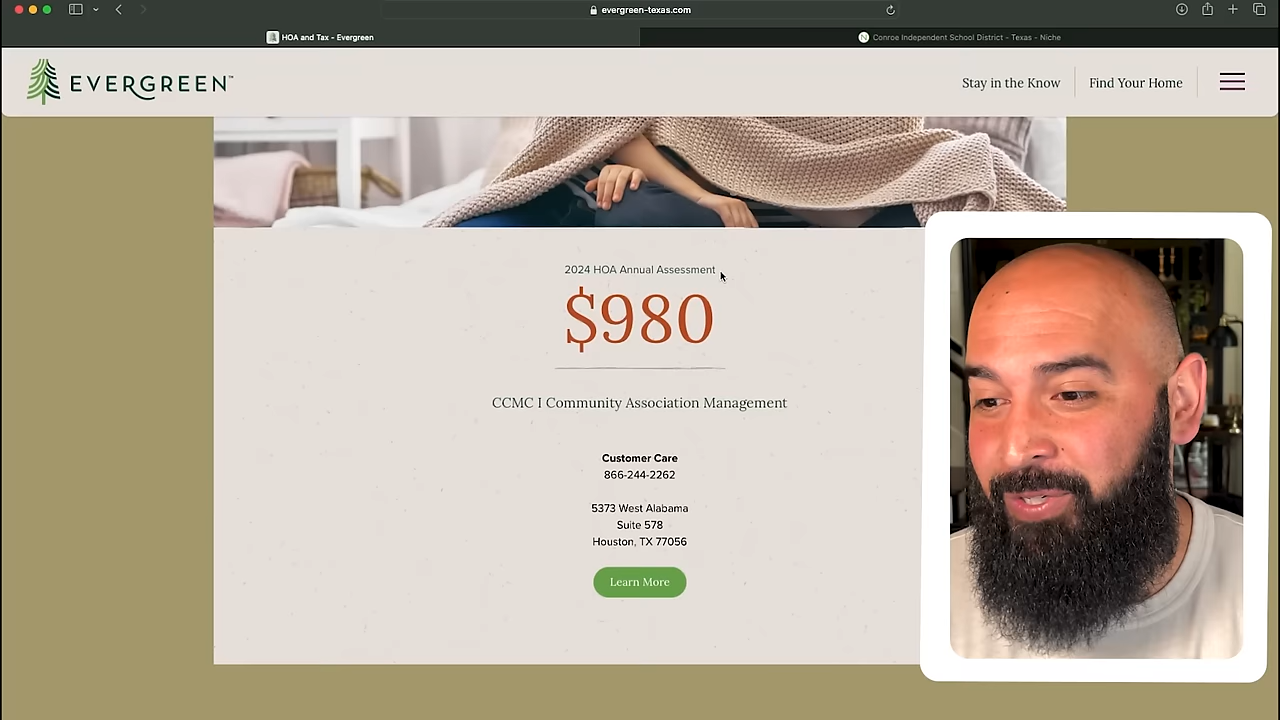 evergreen-texas.com
HOA and Tax - Evergreen
Conroe Independent School District - Texas - Niche
EVERGREEN™
Stay in the Know
Find Your Home
2024 HOA Annual Assessment
$980
CCMC I Community Association Management
Customer Care
866-244-2262
5373 West Alabama
Suite 578
Houston, TX 77056
Learn More